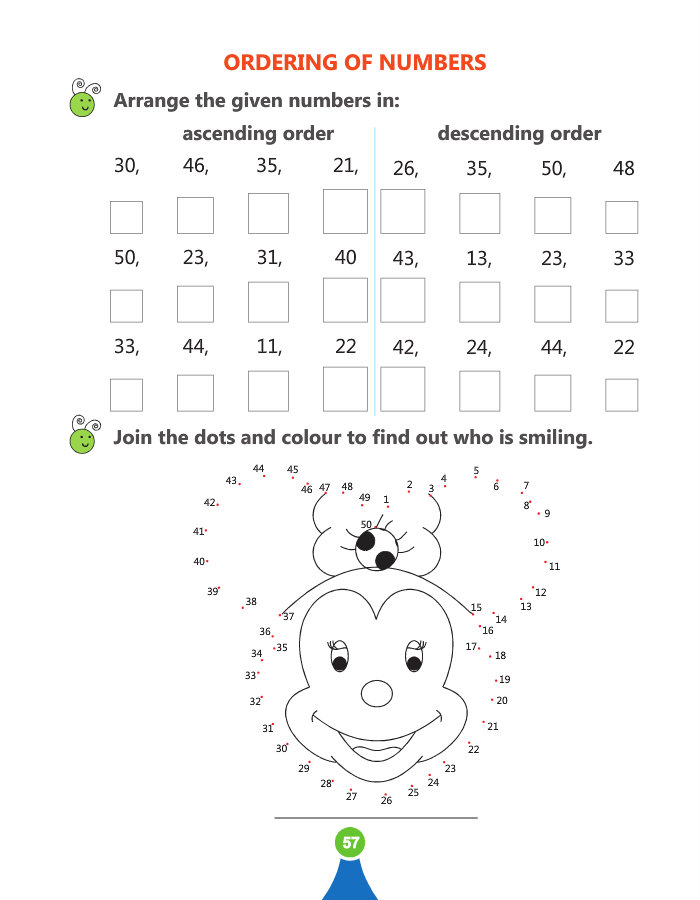 ORDERING OF NUMBERS
Arrange the given numbers in:
ascending order
descending order
30, 46, 35, 21, 26, 35, 50, 48
50, 23, 31, 40 43, 13, 23, 33
33, 44, 11, 22 42, 24, 44, 22
Join the dots and colour to find out who is smiling.
44 45 5
43 46 47 48 2 3 4 6 7
42 49 1 8 9
41 50 10
40 11
39 12
38 15 13
37 14
36 16
34 35 17 18
33 19
32 20
31 21
30 22
29 23
28 24
27 26 25
57